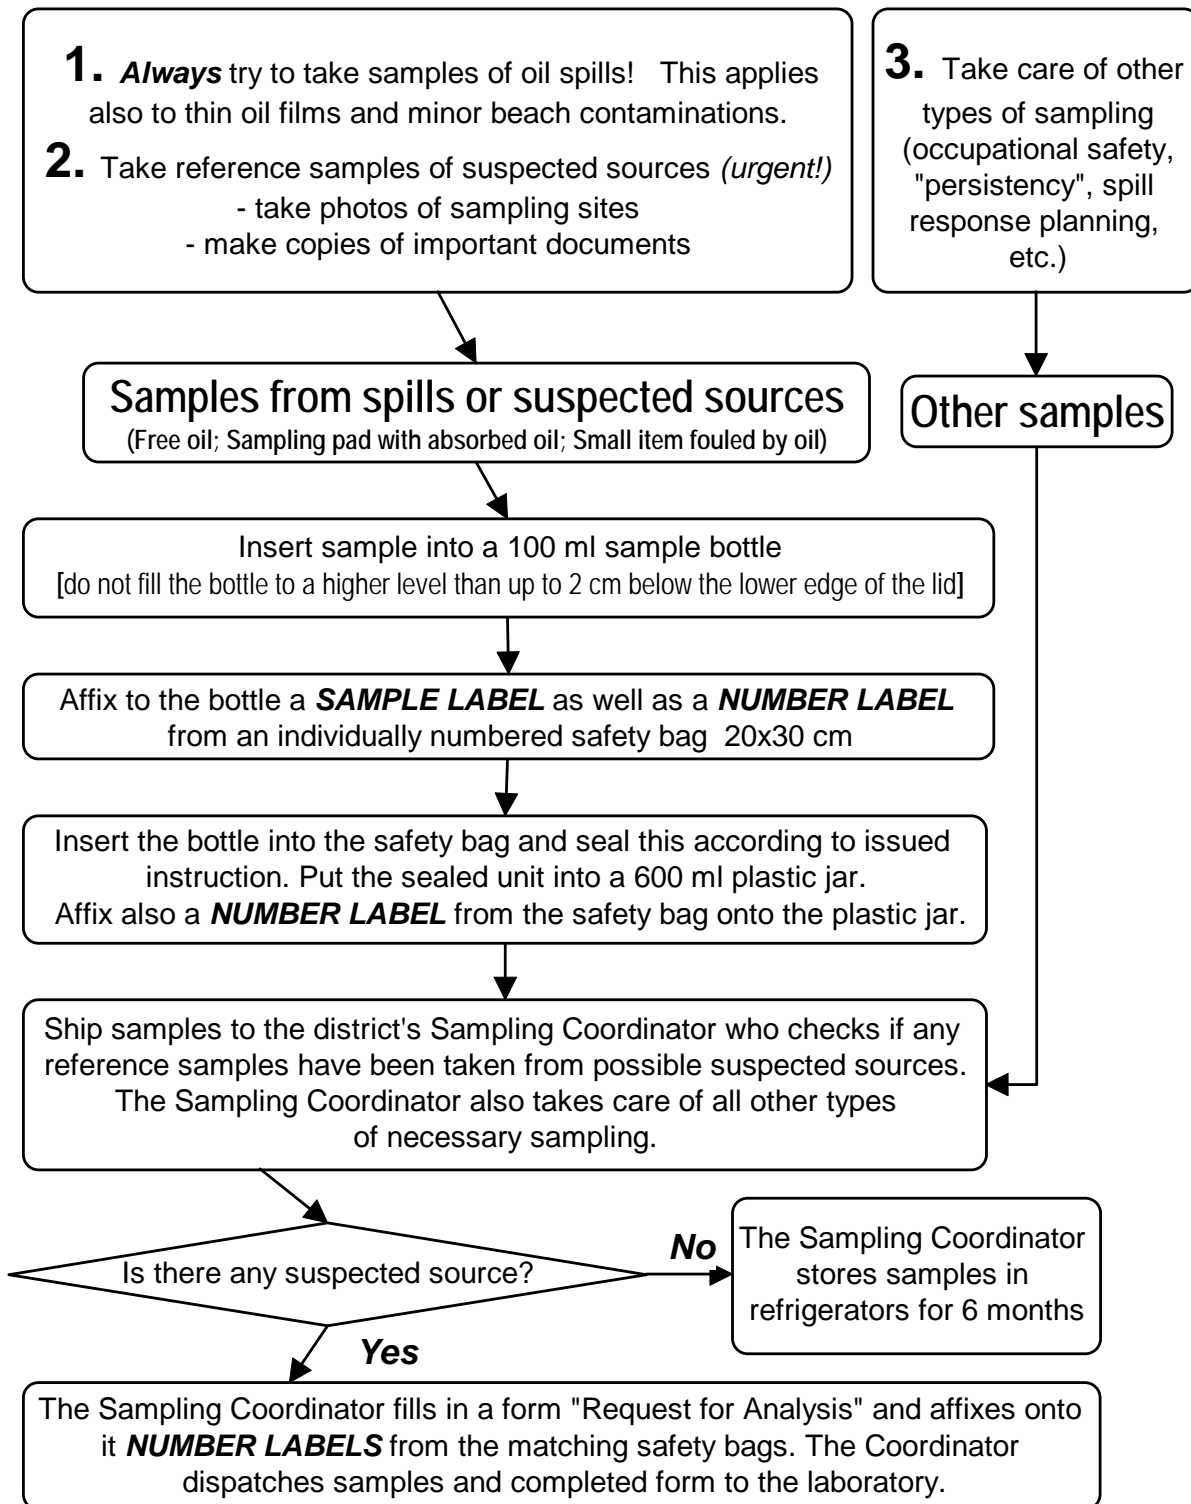 1. Always try to take samples of oil spills! This applies
also to thin oil films and minor beach contaminations.
2. Take reference samples of suspected sources (urgent!)
- take photos of sampling sites
- make copies of important documents
3. Take care of other
types of sampling
(occupational safety,
"persistency", spill
response planning,
etc.)
Samples from spills or suspected sources
(Free oil; Sampling pad with absorbed oil; Small item fouled by oil)
Other samples
Insert sample into a 100 ml sample bottle
[do not fill the bottle to a higher level than up to 2 cm below the lower edge of the lid]
Affix to the bottle a SAMPLE LABEL as well as a NUMBER LABEL
from an individually numbered safety bag 20x30 cm
Insert the bottle into the safety bag and seal this according to issued
instruction. Put the sealed unit into a 600 ml plastic jar.
Affix also a NUMBER LABEL from the safety bag onto the plastic jar.
Ship samples to the district's Sampling Coordinator who checks if any
reference samples have been taken from possible suspected sources.
The Sampling Coordinator also takes care of all other types
of necessary sampling.
Is there any suspected source?
No
The Sampling Coordinator
stores samples in
refrigerators for 6 months
Yes
The Sampling Coordinator fills in a form "Request for Analysis" and affixes onto
it NUMBER LABELS from the matching safety bags. The Coordinator
dispatches samples and completed form to the laboratory.